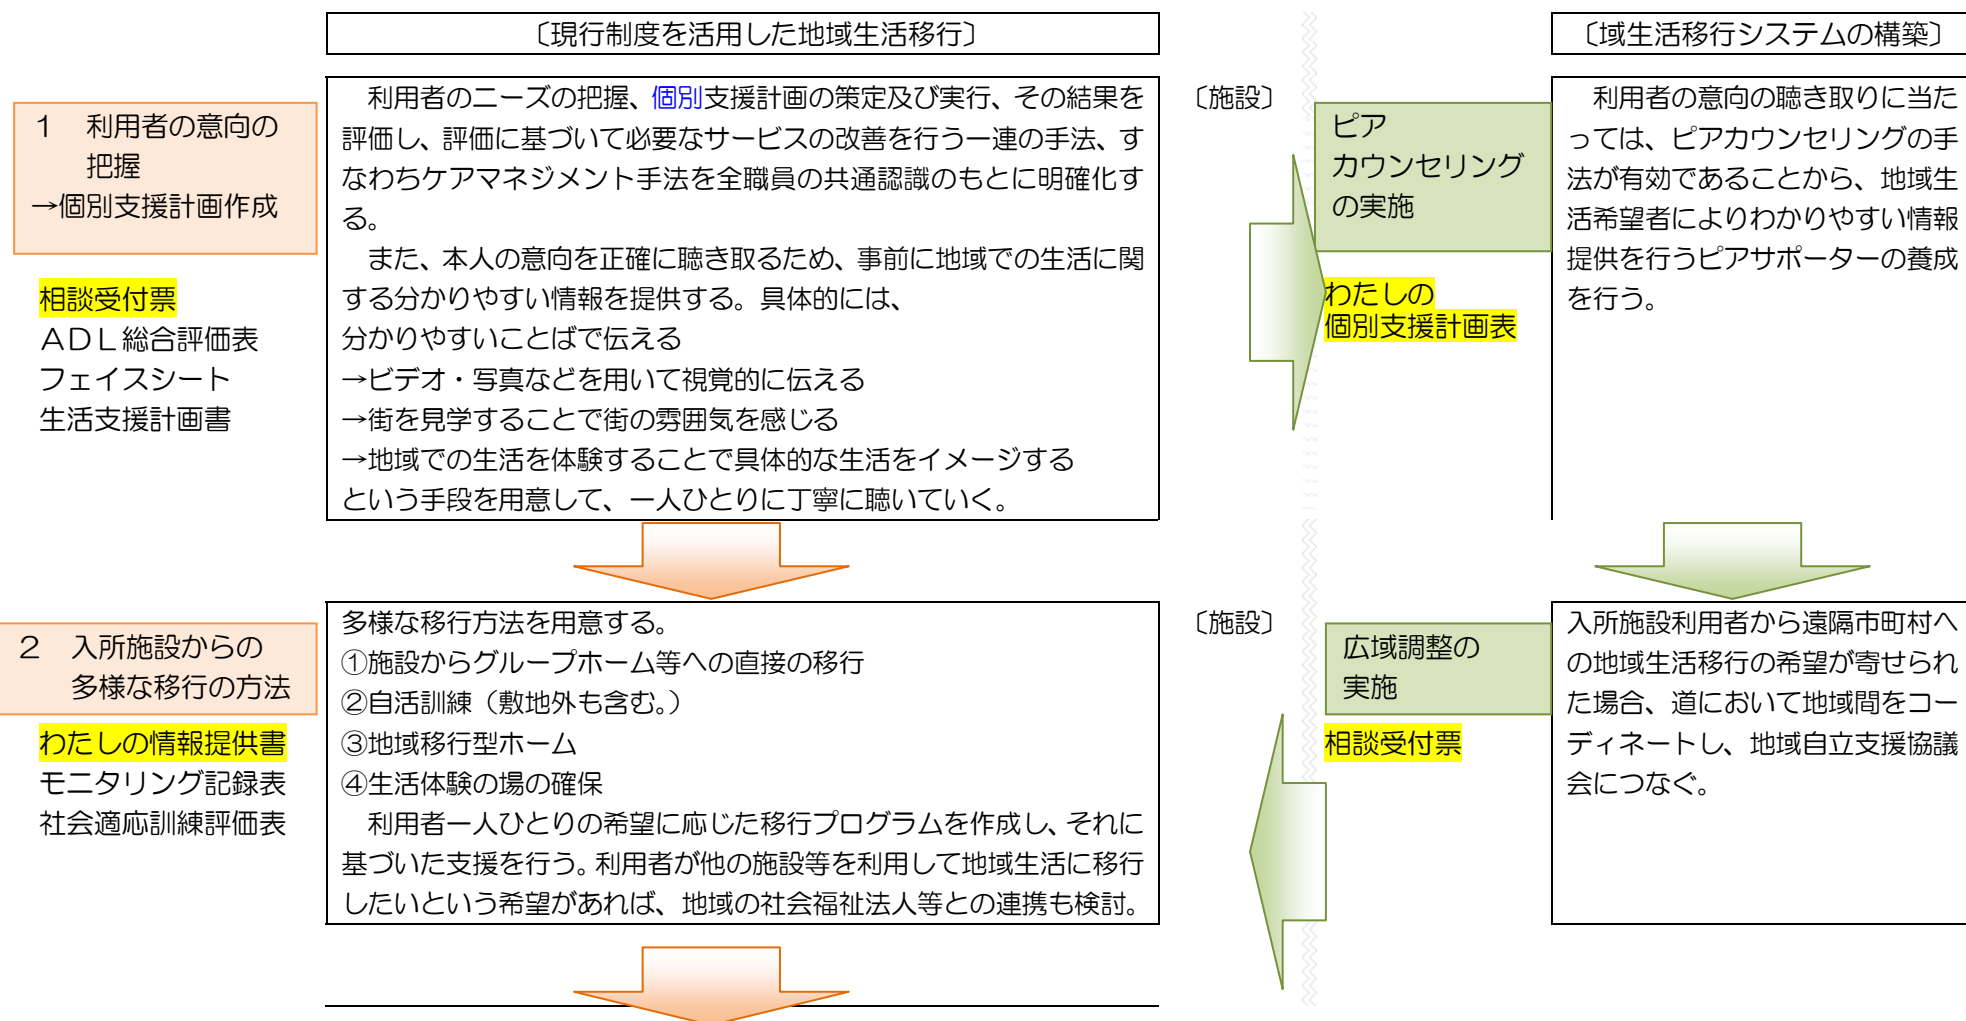 〔現行制度を活用した地域生活移行〕
〔域生活移行システムの構築〕
1　利用者の意向の
把握
→個別支援計画作成
相談受付票
ＡＤＬ総合評価表
フェイスシート
生活支援計画書
利用者のニーズの把握、個別支援計画の策定及び実行、その結果を
評価し、評価に基づいて必要なサービスの改善を行う一連の手法、す
なわちケアマネジメント手法を全職員の共通認識のもとに明確化す
る。
また、本人の意向を正確に聴き取るため、事前に地域での生活に関
する分かりやすい情報を提供する。具体的には、
分かりやすいことばで伝える
→ビデオ・写真などを用いて視覚的に伝える
→街を見学することで街の雰囲気を感じる
→地域での生活を体験することで具体的な生活をイメージする
という手段を用意して、一人ひとりに丁寧に聴いていく。
〔施設〕
ピア
カウンセリング
の実施
わたしの
個別支援計画表
利用者の意向の聴き取りに当た
っては、ピアカウンセリングの手
法が有効であることから、地域生
活希望者によりわかりやすい情報
提供を行うピアサポーターの養成
を行う。
２　入所施設からの
多様な移行の方法
わたしの情報提供書
モニタリング記録表
社会適応訓練評価表
多様な移行方法を用意する。
①施設からグループホーム等への直接の移行
②自活訓練（敷地外も含む。）
③地域移行型ホーム
④生活体験の場の確保
利用者一人ひとりの希望に応じた移行プログラムを作成し、それに
基づいた支援を行う。利用者が他の施設等を利用して地域生活に移行
したいという希望があれば、地域の社会福祉法人等との連携も検討。
〔施設〕
広域調整の
実施
相談受付票
入所施設利用者から遠隔市町村へ
の地域生活移行の希望が寄せられ
た場合、道において地域間をコー
ディネートし、地域自立支援協議
会につなぐ。